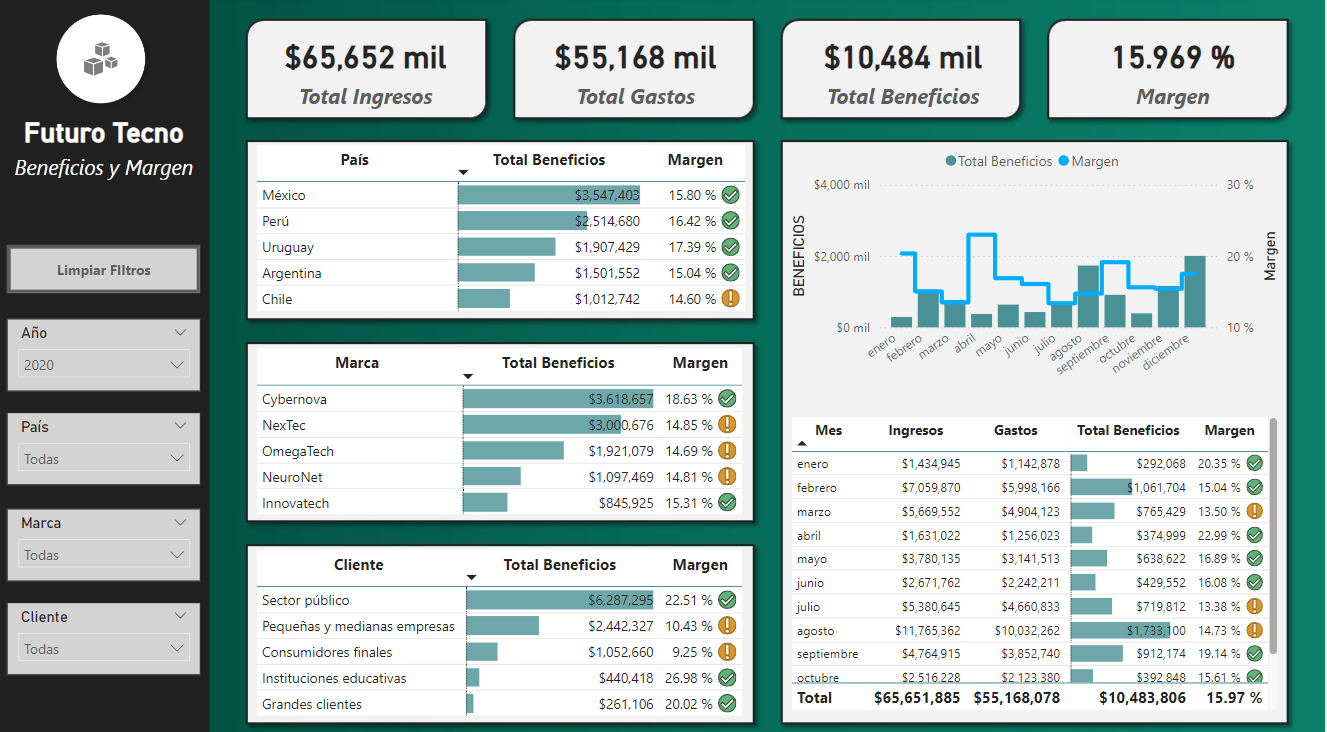 Futuro Tecno
Beneficios y Margen
Limpiar FIltros
Año
2020
País
Todas
Marca
Todas
Cliente
Todas
$65,652 mil
Total Ingresos
$55,168 mil
Total Gastos
$10,484 mil
Total Beneficios
15.969 %
Margen
País Total Beneficios Margen
México $3,547,403 15.80 %
Perú $2,514,680 16.42 %
Uruguay $1,907,429 17.39 %
Argentina $1,501,552 15.04 %
Chile $1,012,742 14.60 %
Marca Total Beneficios Margen
Cybernova $3,618,657 18.63 %
NexTec $3,000,676 14.85 %
OmegaTech $1,921,079 14.69 %
NeuroNet $1,097,469 14.81 %
Innovatech $845,925 15.31 %
Cliente Total Beneficios Margen
Sector público $6,287,295 22.51 %
Pequeñas y medianas empresas $2,442,327 10.43 %
Consumidores finales $1,052,660 9.25 %
Instituciones educativas $440,418 26.98 %
Grandes clientes $261,106 20.02 %
Total Beneficios Margen
BENEFICIOS
$4,000 mil
$2,000 mil
$0 mil
30 %
20 %
10 %
Margen
enero
febrero
marzo
abril
mayo
junio
julio
agosto
septiembre
octubre
noviembre
diciembre
Mes Ingresos Gastos Total Beneficios Margen
enero $1,434,945 $1,142,878 $292,068 20.35 %
febrero $7,059,870 $5,998,166 $1,061,704 15.04 %
marzo $5,669,552 $4,904,123 $765,429 13.50 %
abril $1,631,022 $1,256,023 $374,999 22.99 %
mayo $3,780,135 $3,141,513 $638,622 16.89 %
junio $2,671,762 $2,242,211 $429,552 16.08 %
julio $5,380,645 $4,660,833 $719,812 13.38 %
agosto $11,765,362 $10,032,262 $1,733,100 14.73 %
septiembre $4,764,915 $3,852,740 $912,174 19.14 %
octubre $2,516,228 $2,123,380 $392,848 15.61 %
Total $65,651,885 $55,168,078 $10,483,806 15.97 %